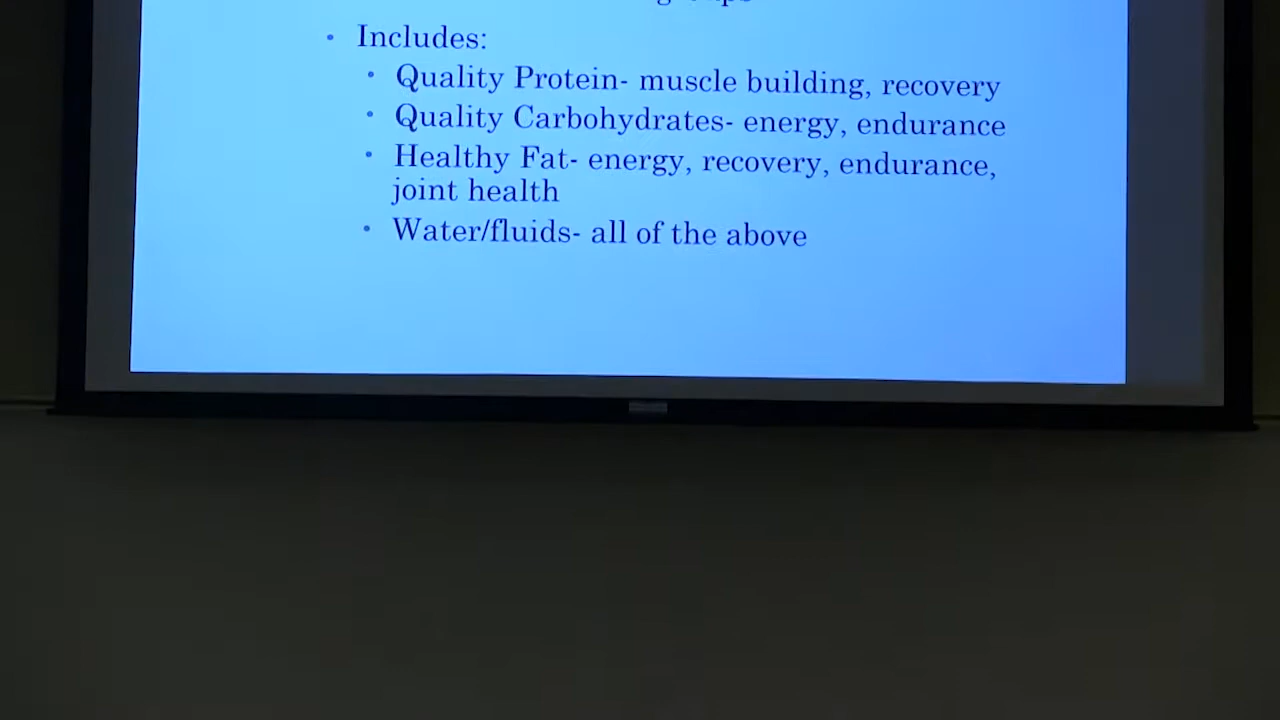 • Includes:
• Quality Protein- muscle building, recovery
• Quality Carbohydrates- energy, endurance
• Healthy Fat- energy, recovery, endurance,
joint health
• Water/fluids- all of the above